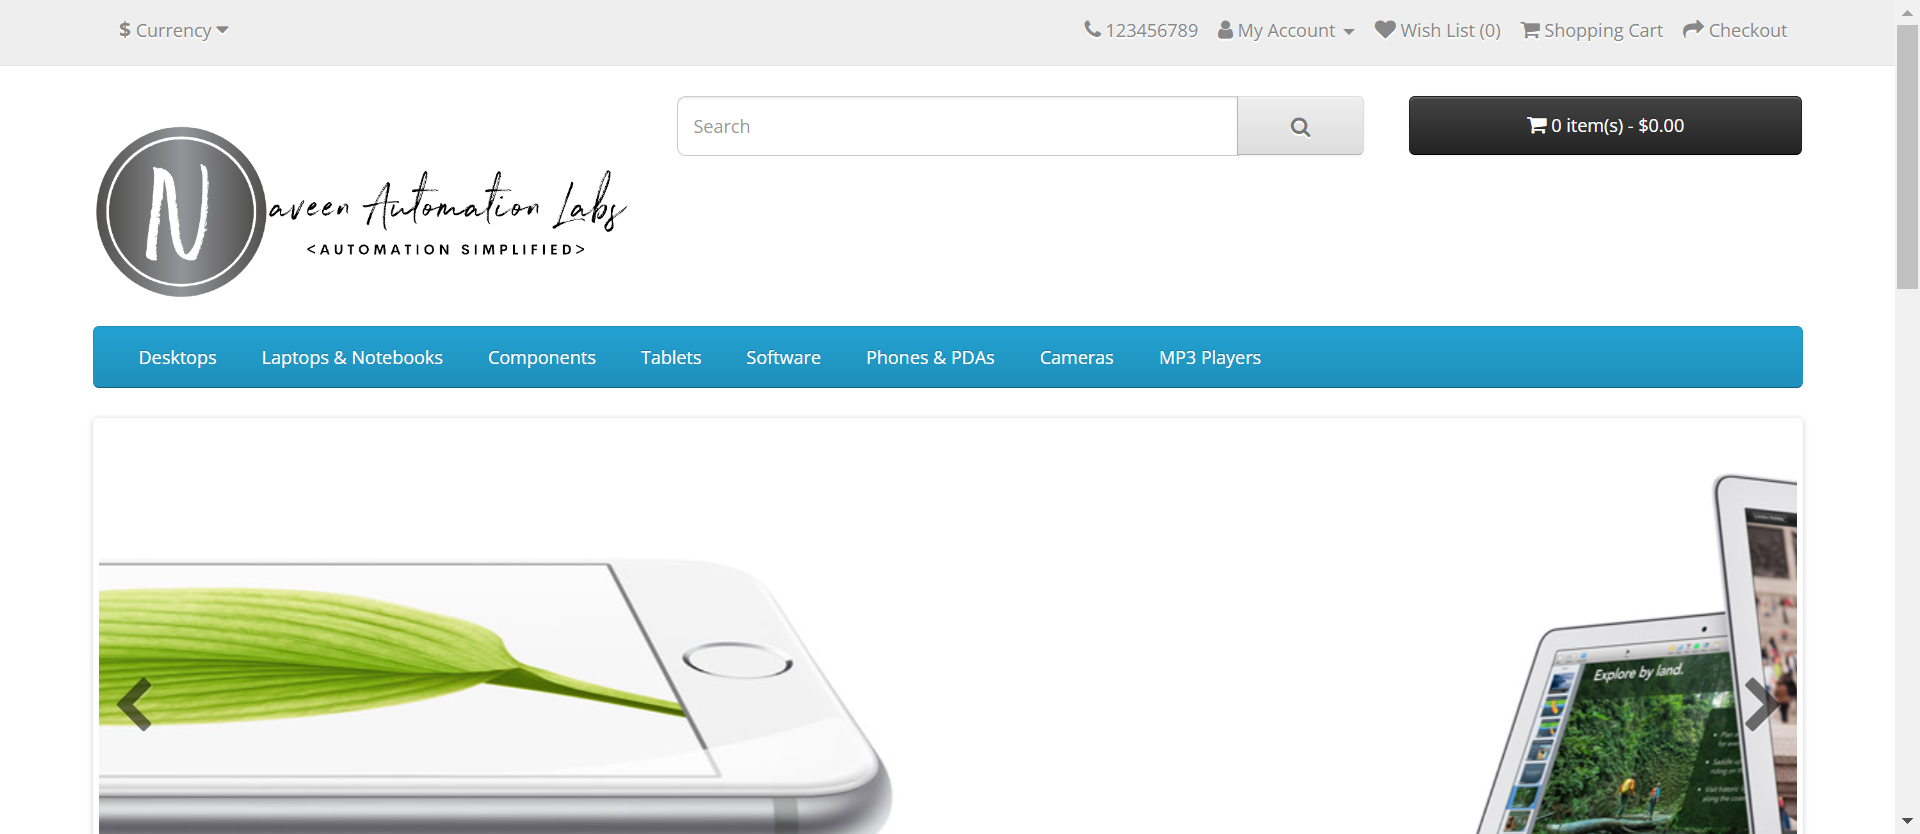 $ Currency
123456789 My Account Wish List (0) Shopping Cart Checkout
Search
0 item(s) - $0.00
Naveen Automation Labs
<AUTOMATION SIMPLIFIED>
Desktops Laptops & Notebooks Components Tablets Software Phones & PDAs Cameras MP3 Players
Explore by land.